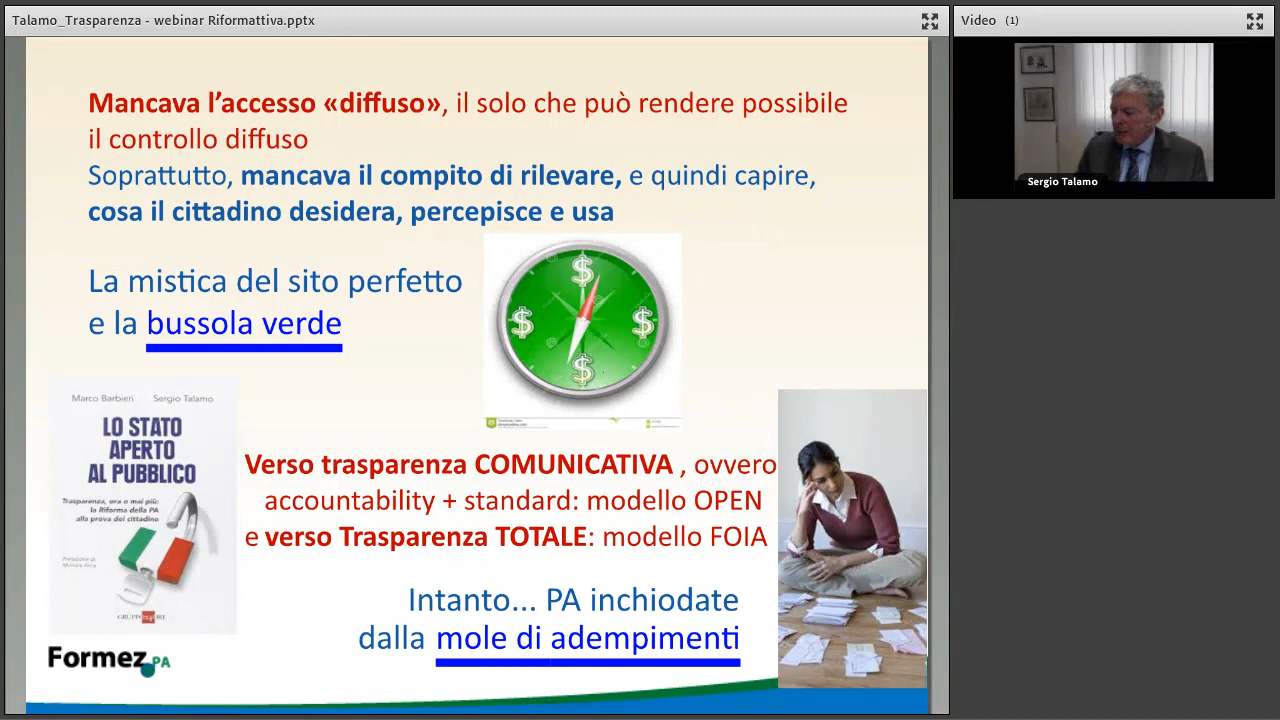 Talamo_Trasparenza - webinar Riformattiva.pptx
Video (1)
Sergio Talamo
Mancava l'accesso «diffuso», il solo che può rendere possibile
il controllo diffuso
Soprattutto, mancava il compito di rilevare, e quindi capire,
cosa il cittadino desidera, percepisce e usa
La mistica del sito perfetto
e la bussola verde
$
$ $
$
Marco Barbieri Sergio Talamo
LO STATO
APERTO
AL PUBBLICO
Trasparenza, ora o mai più:
la Riforma della PA
alla prova del cittadino
Prefazione di
Verso trasparenza COMUNICATIVA , ovvero
accountability + standard: modello OPEN
e verso Trasparenza TOTALE: modello FOIA
Intanto... PA inchiodate
dalla mole di adempimenti
Formez PA